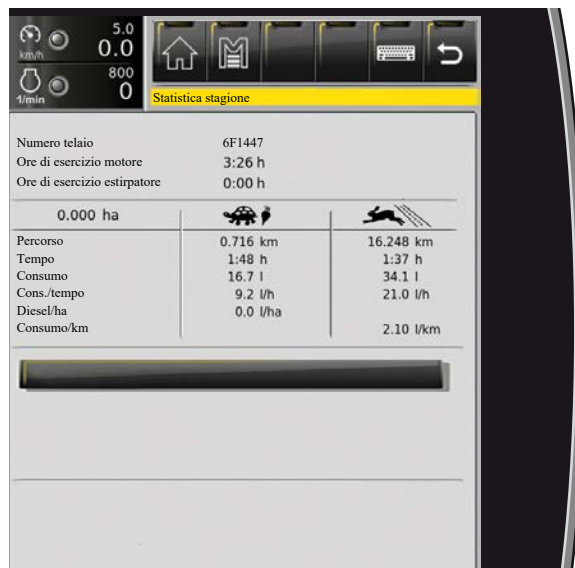 5.0
km/h 0.0
800
1/min 0
Statistica stagione
Numero telaio 6F1447
Ore di esercizio motore 3:26 h
Ore di esercizio estirpatore 0:00 h
0.000 ha
Percorso 0.716 km 16.248 km
Tempo 1:48 h 1:37 h
Consumo 16.7 l 34.1 l
Cons./tempo 9.2 l/h 21.0 l/h
Diesel/ha 0.0 l/ha
Consumo/km 2.10 l/km